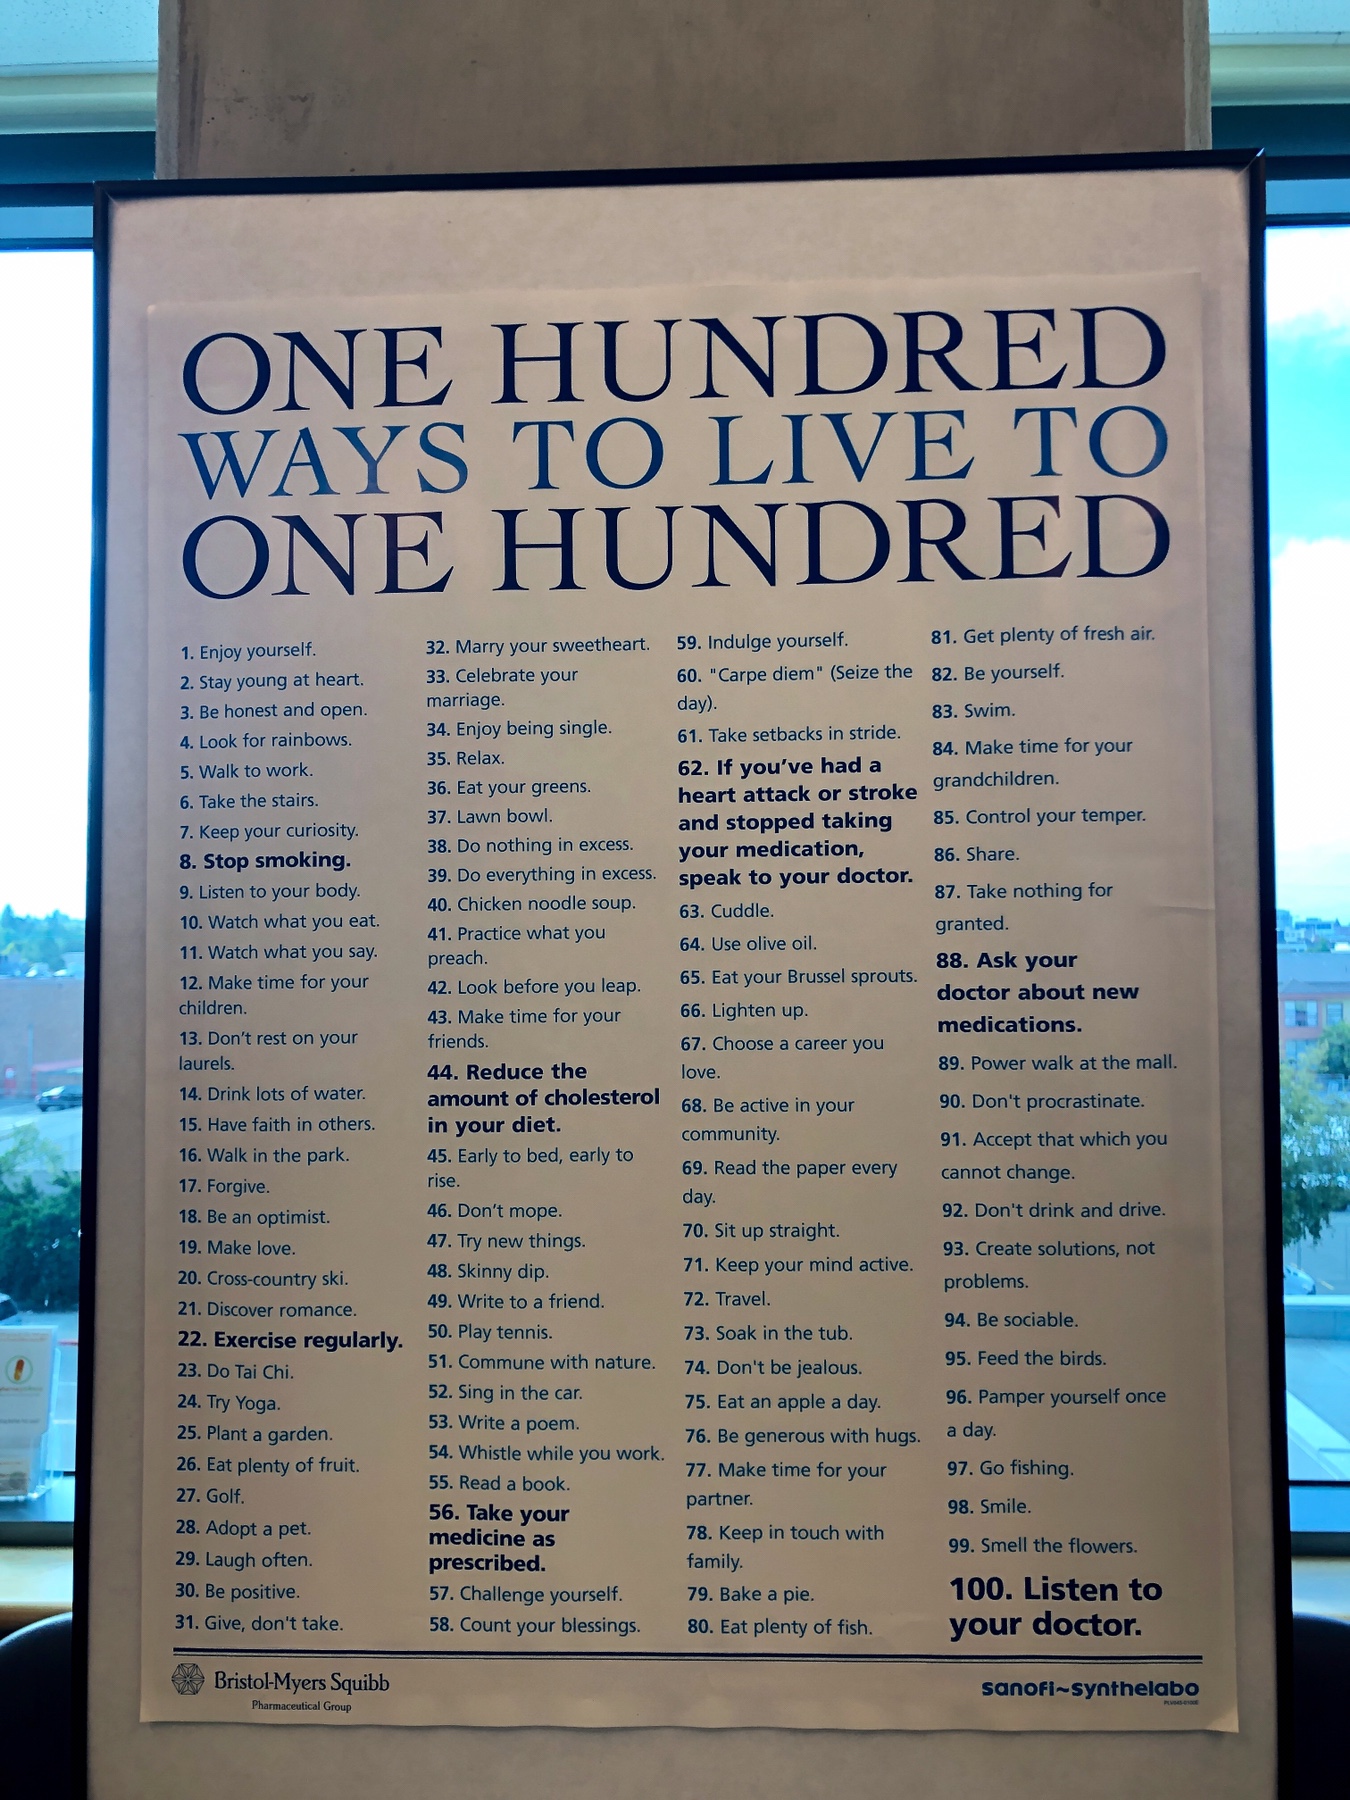 ONE HUNDRED
WAYS TO LIVE TO
ONE HUNDRED
1. Enjoy yourself.
2. Stay young at heart.
3. Be honest and open.
4. Look for rainbows.
5. Walk to work.
6. Take the stairs.
7. Keep your curiosity.
8. Stop smoking.
9. Listen to your body.
10. Watch what you eat.
11. Watch what you say.
12. Make time for your
children.
13. Don’t rest on your
laurels.
14. Drink lots of water.
15. Have faith in others.
16. Walk in the park.
17. Forgive.
18. Be an optimist.
19. Make love.
20. Cross-country ski.
21. Discover romance.
22. Exercise regularly.
23. Do Tai Chi.
24. Try Yoga.
25. Plant a garden.
26. Eat plenty of fruit.
27. Golf.
28. Adopt a pet.
29. Laugh often.
30. Be positive.
31. Give, don't take.
32. Marry your sweetheart.
33. Celebrate your
marriage.
34. Enjoy being single.
35. Relax.
36. Eat your greens.
37. Lawn bowl.
38. Do nothing in excess.
39. Do everything in excess.
40. Chicken noodle soup.
41. Practice what you
preach.
42. Look before you leap.
43. Make time for your
friends.
44. Reduce the
amount of cholesterol
in your diet.
45. Early to bed, early to
rise.
46. Don’t mope.
47. Try new things.
48. Skinny dip.
49. Write to a friend.
50. Play tennis.
51. Commune with nature.
52. Sing in the car.
53. Write a poem.
54. Whistle while you work.
55. Read a book.
56. Take your
medicine as
prescribed.
57. Challenge yourself.
58. Count your blessings.
59. Indulge yourself.
60. "Carpe diem" (Seize the
day).
61. Take setbacks in stride.
62. If you’ve had a
heart attack or stroke
and stopped taking
your medication,
speak to your doctor.
63. Cuddle.
64. Use olive oil.
65. Eat your Brussel sprouts.
66. Lighten up.
67. Choose a career you
love.
68. Be active in your
community.
69. Read the paper every
day.
70. Sit up straight.
71. Keep your mind active.
72. Travel.
73. Soak in the tub.
74. Don't be jealous.
75. Eat an apple a day.
76. Be generous with hugs.
77. Make time for your
partner.
78. Keep in touch with
family.
79. Bake a pie.
80. Eat plenty of fish.
81. Get plenty of fresh air.
82. Be yourself.
83. Swim.
84. Make time for your
grandchildren.
85. Control your temper.
86. Share.
87. Take nothing for
granted.
88. Ask your
doctor about new
medications.
89. Power walk at the mall.
90. Don't procrastinate.
91. Accept that which you
cannot change.
92. Don't drink and drive.
93. Create solutions, not
problems.
94. Be sociable.
95. Feed the birds.
96. Pamper yourself once
a day.
97. Go fishing.
98. Smile.
99. Smell the flowers.
100. Listen to
your doctor.
Bristol-Myers Squibb
Pharmaceutical Group
sanofi~synthelabo